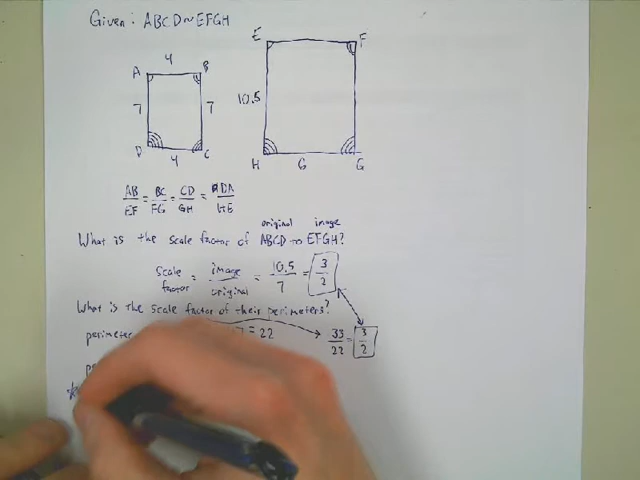 Given: ABCD ~ EFGH
E F
4
A B
7 7
10.5
D C
4
H 6 G
AB/EF = BC/FG = CD/GH = DA/HE
original image
What is the scale factor of ABCD to EFGH?
scale factor = image/original = 10.5/7 = 3/2
What is the scale factor of their perimeters?
perimeter = 22 33/22 = 3/2